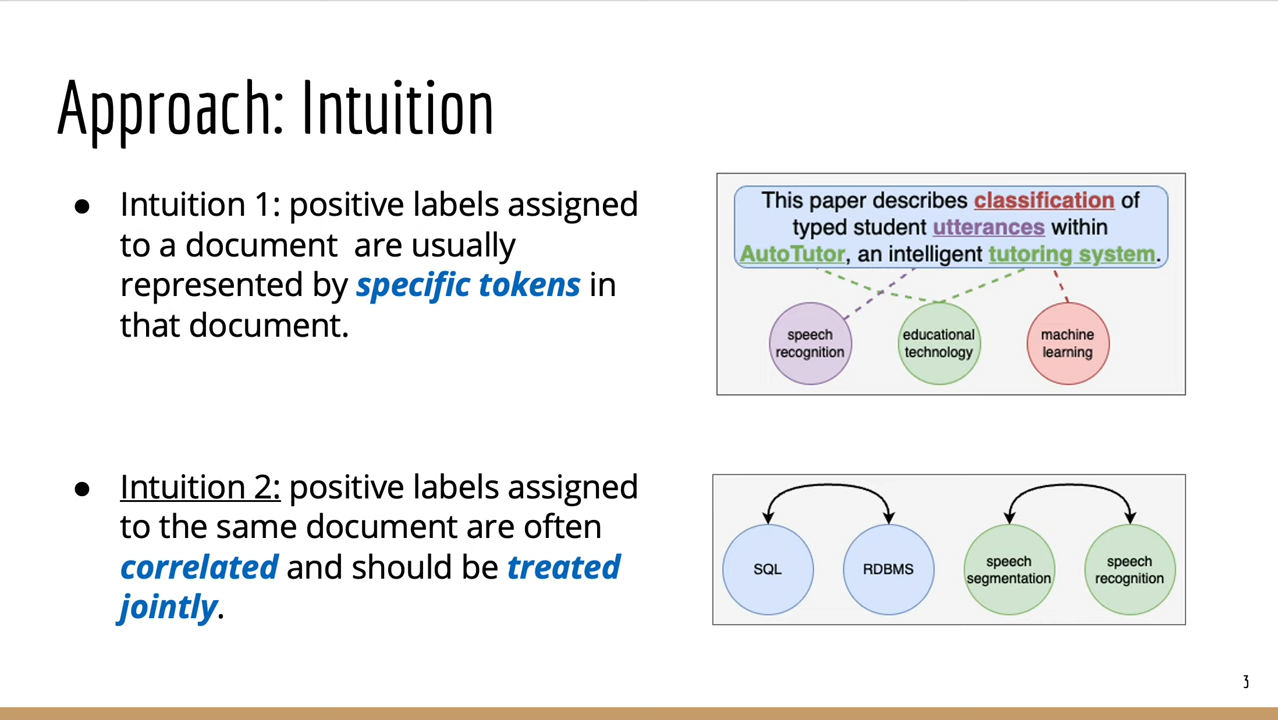 Approach: Intuition
● Intuition 1: positive labels assigned
to a document are usually
represented by specific tokens in
that document.
This paper describes classification of
typed student utterances within
AutoTutor, an intelligent tutoring system.
speech
recognition
educational
technology
machine
learning
● Intuition 2: positive labels assigned
to the same document are often
correlated and should be treated
jointly.
SQL
RDBMS
speech
segmentation
speech
recognition
3